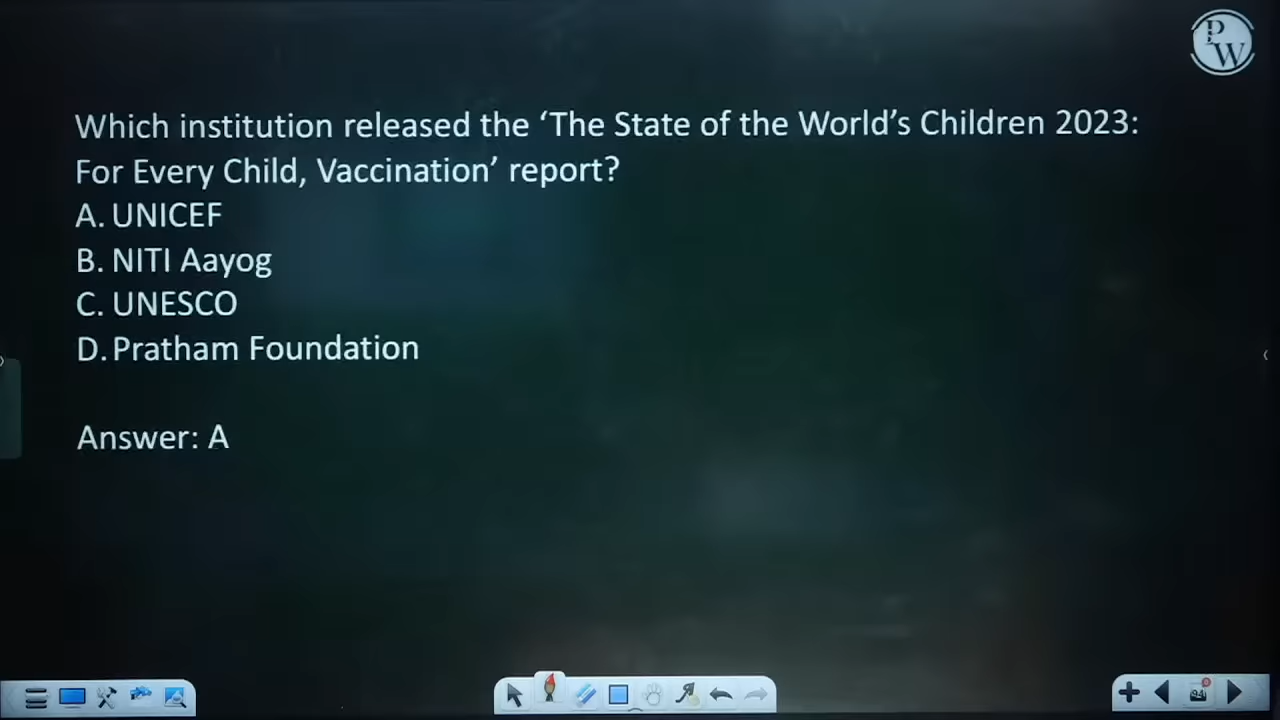 PW
Which institution released the ‘The State of the World’s Children 2023:
For Every Child, Vaccination’ report?
A. UNICEF
B. NITI Aayog
C. UNESCO
D. Pratham Foundation
Answer: A